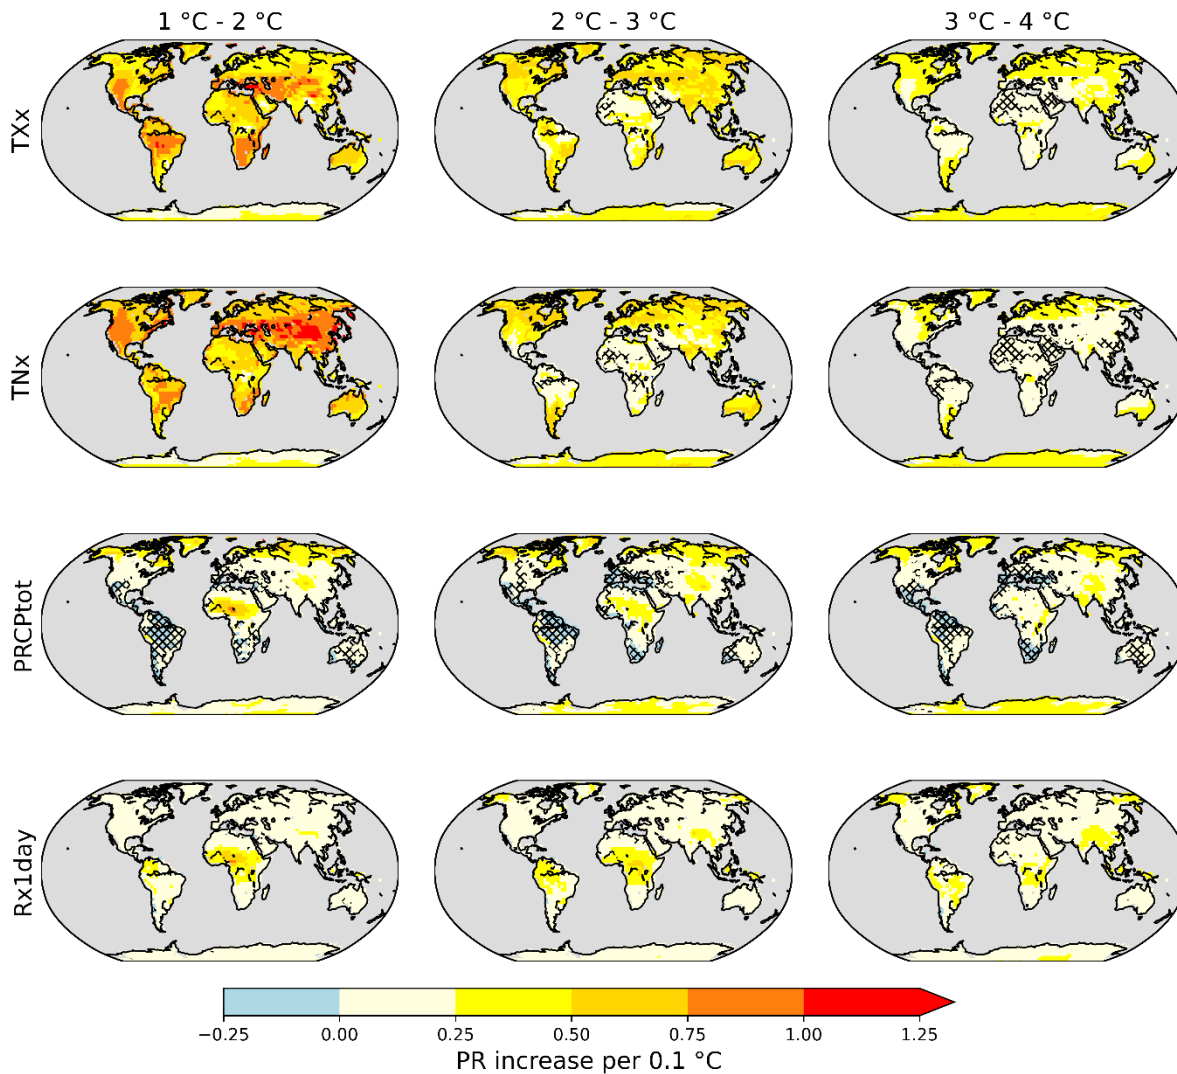 1 °C - 2 °C
2 °C - 3 °C
3 °C - 4 °C
TXx
TNx
PRCPtot
Rx1day
−0.25
0.00
0.25
0.50
0.75
1.00
1.25
PR increase per 0.1 °C